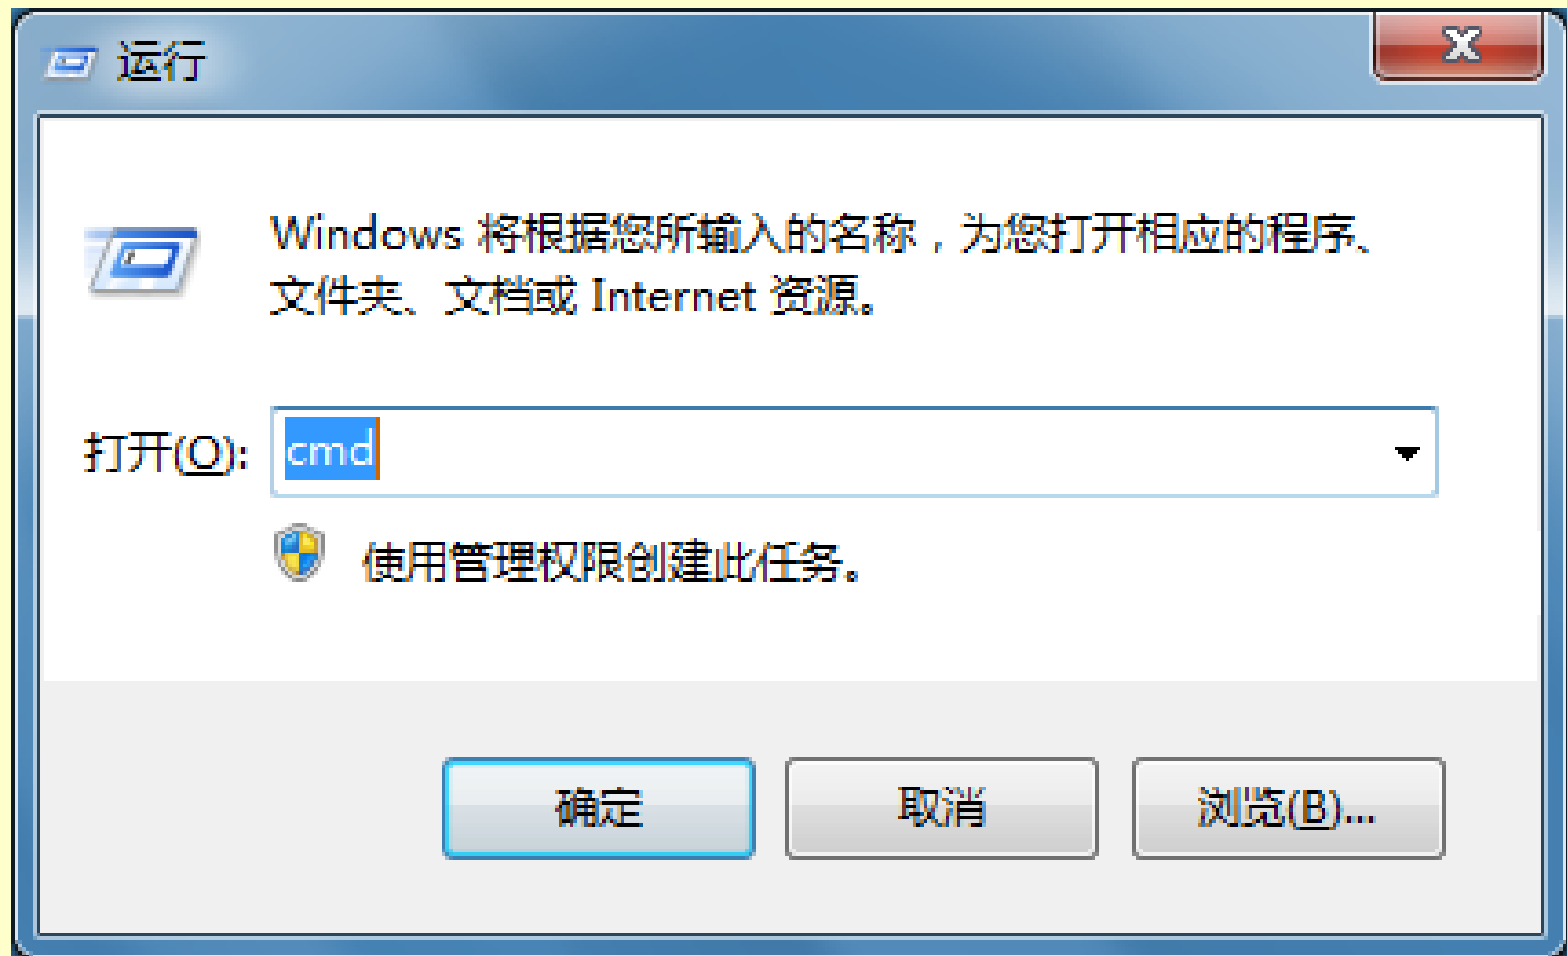 运行
Windows 将根据您所输入的名称，为您打开相应的程序、
文件夹、文档或 Internet 资源。
打开(O): cmd
使用管理权限创建此任务。
确定 取消 浏览(B)...